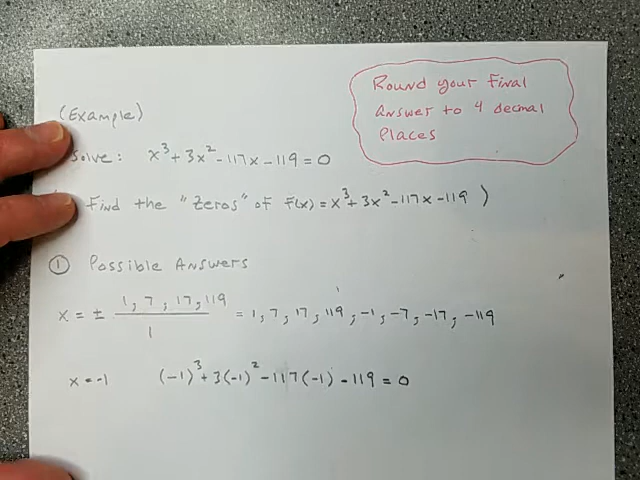 Round your Final
Answer to 4 decimal
Places
(Example)
Solve: x³+3x²-117x-119=0
Find the "Zeros" of F(x)=x³+3x²-117x-119)
① Possible Answers
x = ± 1, 7, 17, 119 / 1 = 1, 7, 17, 119, -1, -7, -17, -119
x=-1 (-1)³+3(-1)²-117(-1)-119=0